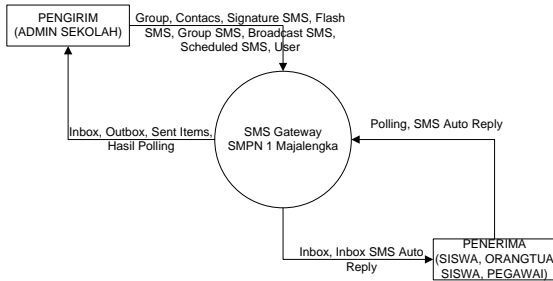 PENGIRIM
(ADMIN SEKOLAH)
Group, Contacs, Signature SMS, Flash
SMS, Group SMS, Broadcast SMS,
Scheduled SMS, User
Inbox, Outbox, Sent Items,
Hasil Polling
SMS Gateway
SMPN 1 Majalengka
Polling, SMS Auto Reply
Inbox, Inbox SMS Auto
Reply
PENERIMA
(SISWA, ORANGTUA
SISWA, PEGAWAI)